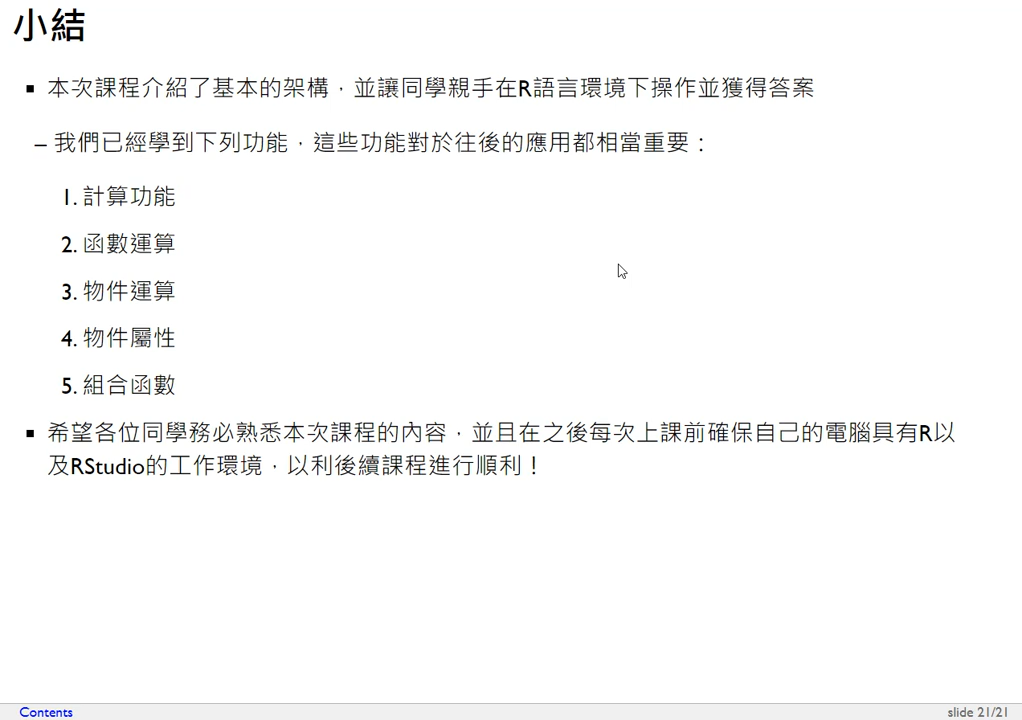 小結
▪ 本次課程介紹了基本的架構，並讓同學親手在R語言環境下操作並獲得答案
– 我們已經學到下列功能，這些功能對於往後的應用都相當重要：
1. 計算功能
2. 函數運算
3. 物件運算
4. 物件屬性
5. 組合函數
▪ 希望各位同學務必熟悉本次課程的內容，並且在之後每次上課前確保自己的電腦具有R以
及RStudio的工作環境，以利後續課程進行順利！
Contents
slide 21/21